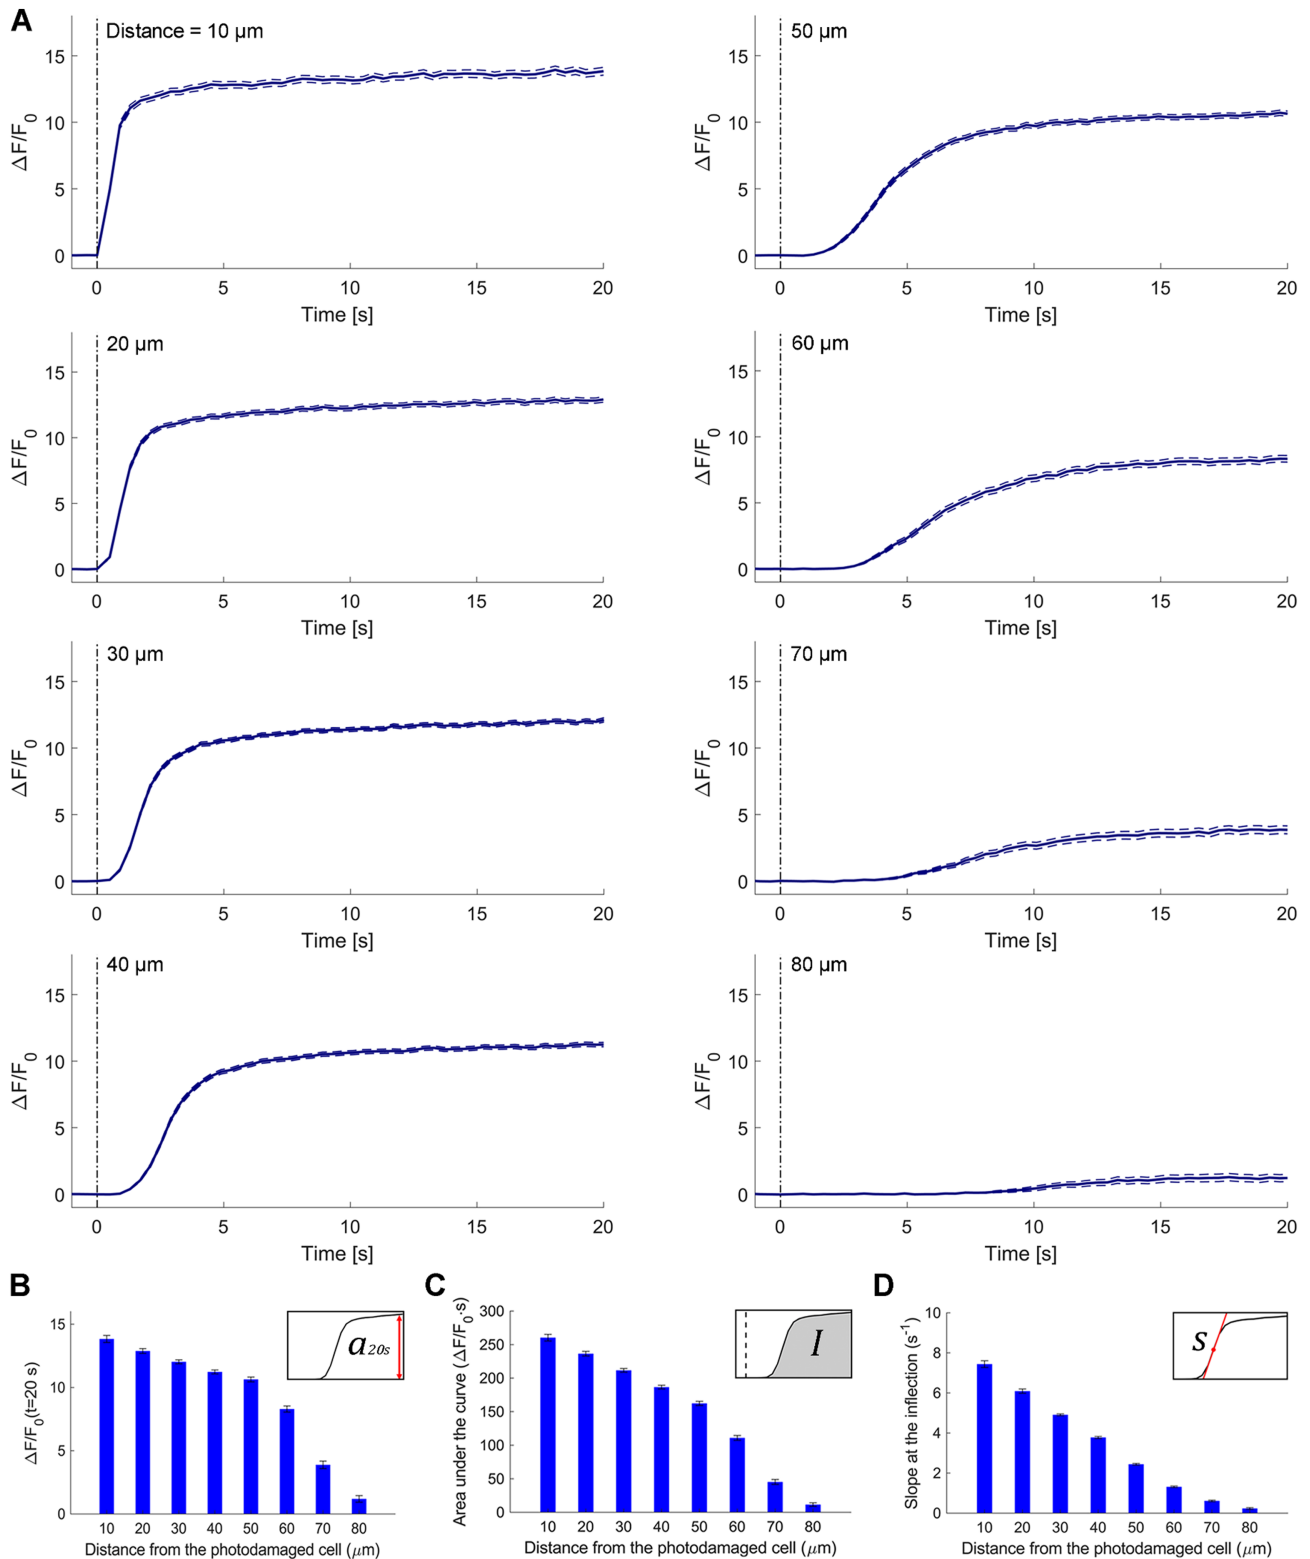 A
Distance = 10 µm
15
10
5
0
ΔF/F0
0 5 10 15 20
Time [s]
50 µm
15
10
5
0
ΔF/F0
0 5 10 15 20
Time [s]
20 µm
15
10
5
0
ΔF/F0
0 5 10 15 20
Time [s]
60 µm
15
10
5
0
ΔF/F0
0 5 10 15 20
Time [s]
30 µm
15
10
5
0
ΔF/F0
0 5 10 15 20
Time [s]
70 µm
15
10
5
0
ΔF/F0
0 5 10 15 20
Time [s]
40 µm
15
10
5
0
ΔF/F0
0 5 10 15 20
Time [s]
80 µm
15
10
5
0
ΔF/F0
0 5 10 15 20
Time [s]
B
15
10
5
0
ΔF/F0(t=20 s)
a20s
10 20 30 40 50 60 70 80
Distance from the photodamaged cell (µm)
C
300
250
200
150
100
50
0
Area under the curve (ΔF/F0·s)
I
10 20 30 40 50 60 70 80
Distance from the photodamaged cell (µm)
D
10
8
6
4
2
0
Slope at the inflection (s-1)
s
10 20 30 40 50 60 70 80
Distance from the photodamaged cell (µm)